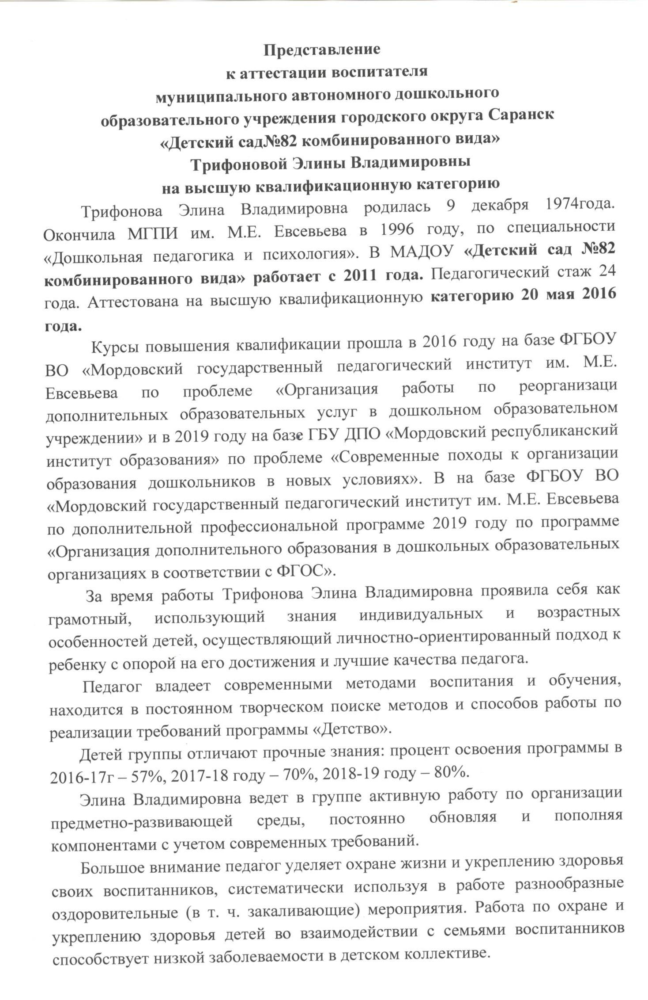 Представление
к аттестации воспитателя
муниципального автономного дошкольного
образовательного учреждения городского округа Саранск
«Детский сад№82 комбинированного вида»
Трифоновой Элины Владимировны
на высшую квалификационную категорию
Трифонова Элина Владимировна родилась 9 декабря 1974года.
Окончила МГПИ им. М.Е. Евсевьева в 1996 году, по специальности
«Дошкольная педагогика и психология». В МАДОУ «Детский сад №82
комбинированного вида» работает с 2011 года. Педагогический стаж 24
года. Аттестована на высшую квалификационную категорию 20 мая 2016
года.
Курсы повышения квалификации прошла в 2016 году на базе ФГБОУ
ВО «Мордовский государственный педагогический институт им. М.Е.
Евсевьева по проблеме «Организация работы по реорганизаци
дополнительных образовательных услуг в дошкольном образовательном
учреждении» и в 2019 году на базе ГБУ ДПО «Мордовский республиканский
институт образования» по проблеме «Современные походы к организации
образования дошкольников в новых условиях». В на базе ФГБОУ ВО
«Мордовский государственный педагогический институт им. М.Е. Евсевьева
по дополнительной профессиональной программе 2019 году по программе
«Организация дополнительного образования в дошкольных образовательных
организациях в соответствии с ФГОС».
За время работы Трифонова Элина Владимировна проявила себя как
грамотный, использующий знания индивидуальных и возрастных
особенностей детей, осуществляющий личностно-ориентированный подход к
ребенку с опорой на его достижения и лучшие качества педагога.
Педагог владеет современными методами воспитания и обучения,
находится в постоянном творческом поиске методов и способов работы по
реализации требований программы «Детство».
Детей группы отличают прочные знания: процент освоения программы в
2016-17г – 57%, 2017-18 году – 70%, 2018-19 году – 80%.
Элина Владимировна ведет в группе активную работу по организации
предметно-развивающей среды, постоянно обновляя и пополняя
компонентами с учетом современных требований.
Большое внимание педагог уделяет охране жизни и укреплению здоровья
своих воспитанников, систематически используя в работе разнообразные
оздоровительные (в т. ч. закаливающие) мероприятия. Работа по охране и
укреплению здоровья детей во взаимодействии с семьями воспитанников
способствует низкой заболеваемости в детском коллективе.